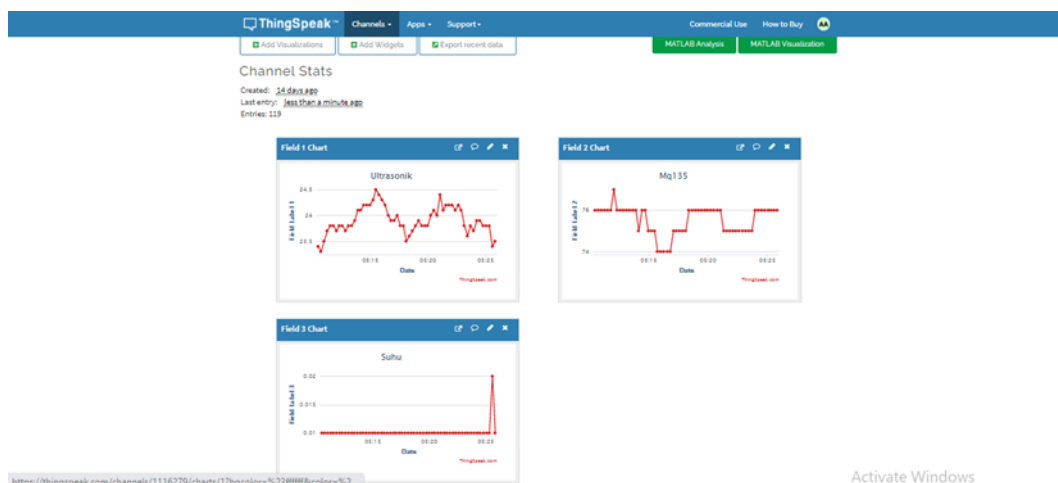 ThingSpeak™ Channels Apps Support Commercial Use How to Buy AA
Add Visualizations Add Widgets Export recent data MATLAB Analysis MATLAB Visualization
Channel Stats
Created: 14 days ago
Last entry: less than a minute ago
Entries: 119
Field 1 Chart
Ultrasonik
24.5
24
23.5
Field Label 1
05:15 05:20 05:25
Date
ThingSpeak.com
Field 2 Chart
Mq135
76
74
Field Label 2
05:15 05:20 05:25
Date
ThingSpeak.com
Field 3 Chart
Suhu
0.02
0.015
0.01
Field Label 3
05:15 05:20 05:25
Date
ThingSpeak.com
Activate Windows